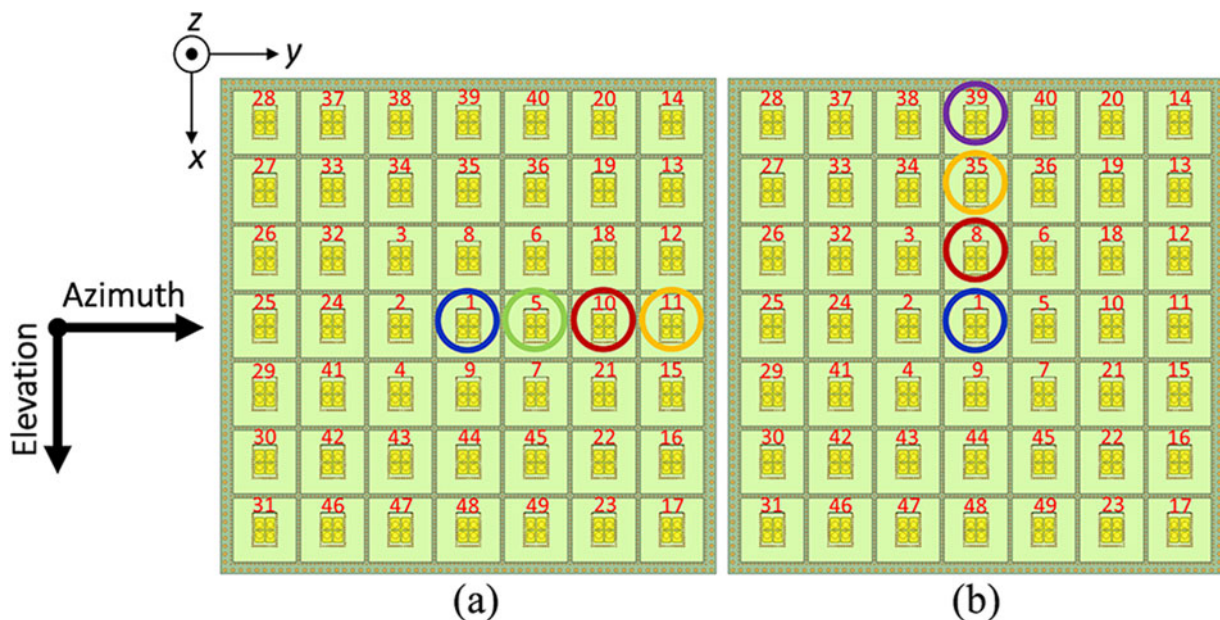 z
y
x
28 37 38 39 40 20 14
27 33 34 35 36 19 13
26 32 3 8 6 18 12
25 24 2 1 5 10 11
29 41 4 9 7 21 15
30 42 43 44 45 22 16
31 46 47 48 49 23 17
Azimuth
Elevation
(a)
28 37 38 39 40 20 14
27 33 34 35 36 19 13
26 32 3 8 6 18 12
25 24 2 1 5 10 11
29 41 4 9 7 21 15
30 42 43 44 45 22 16
31 46 47 48 49 23 17
(b)